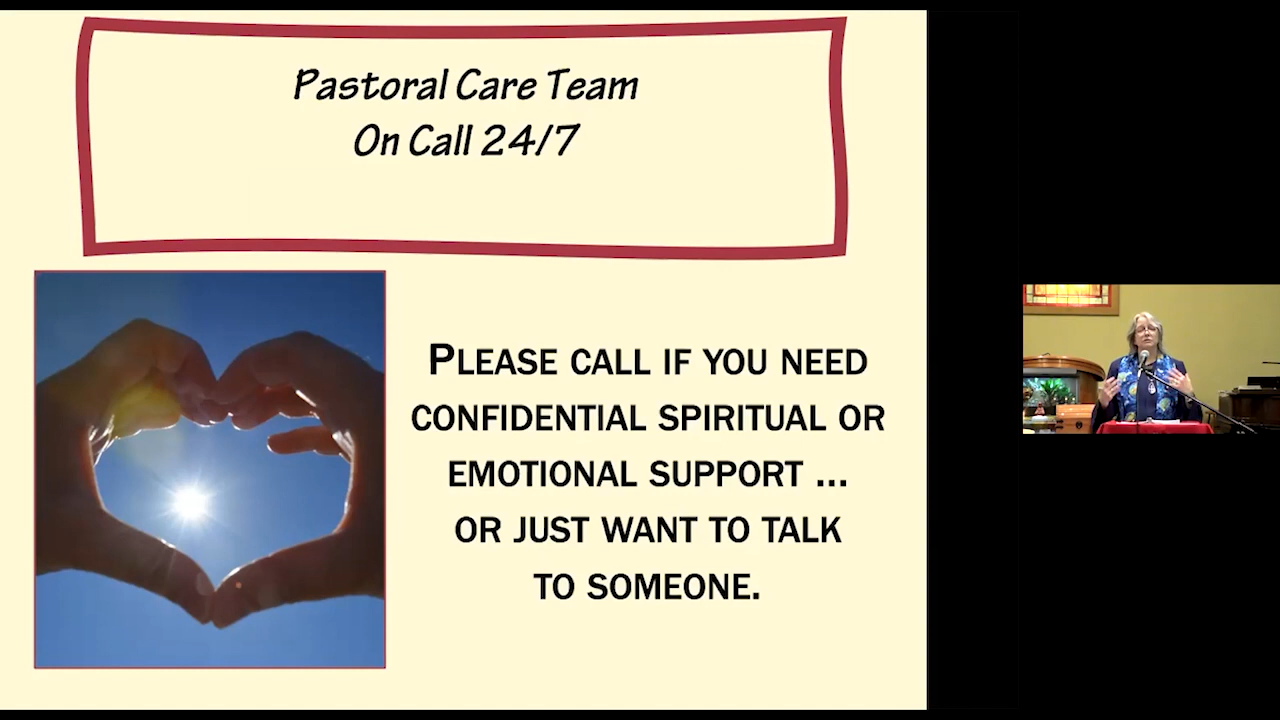 Pastoral Care Team
On Call 24/7
PLEASE CALL IF YOU NEED
CONFIDENTIAL SPIRITUAL OR
EMOTIONAL SUPPORT ...
OR JUST WANT TO TALK
TO SOMEONE.